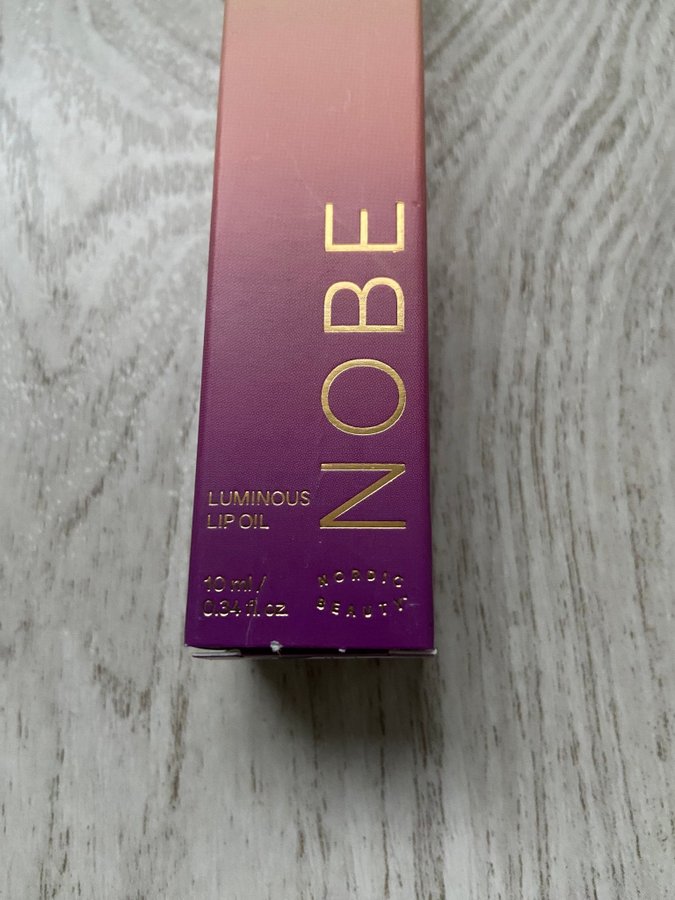 NOBE
LUMINOUS
LIP OIL
10 ml /
0.34 fl. oz.
NORDIC
BEAUTY